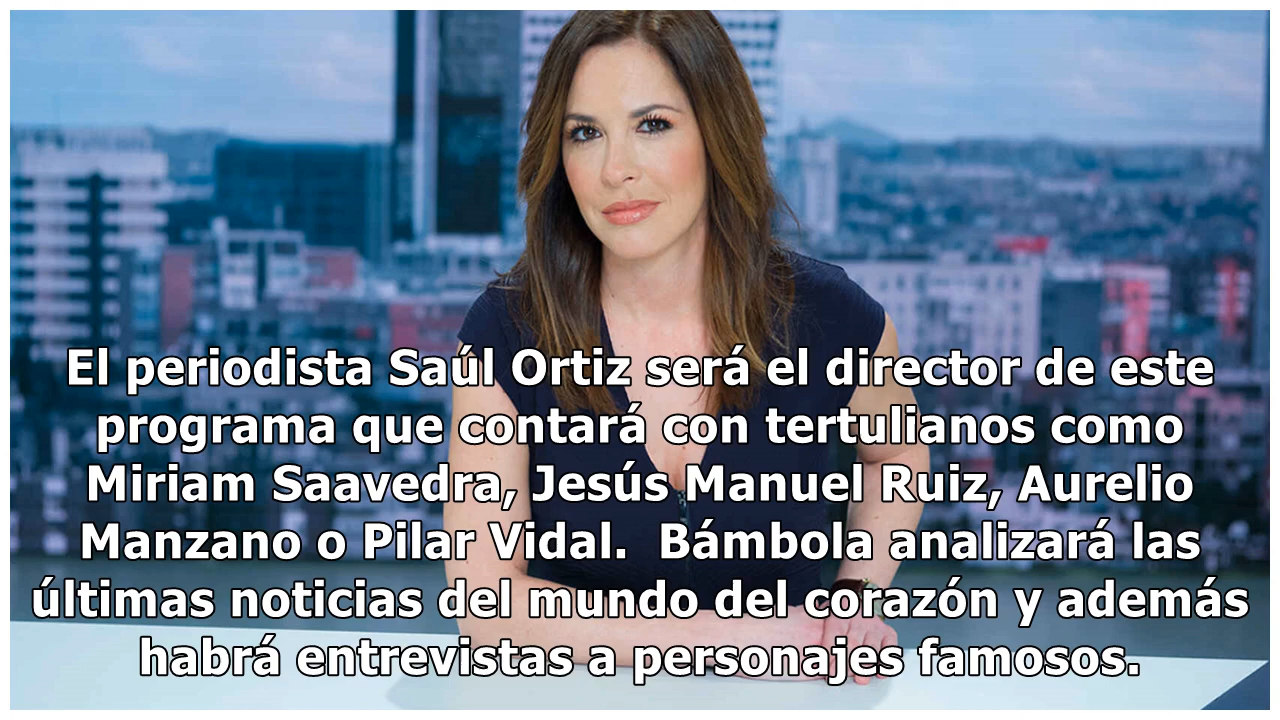 El periodista Saúl Ortiz será el director de este
programa que contará con tertulianos como
Miriam Saavedra, Jesús Manuel Ruiz, Aurelio
Manzano o Pilar Vidal.  Bámbola analizará las
últimas noticias del mundo del corazón y además
habrá entrevistas a personajes famosos.